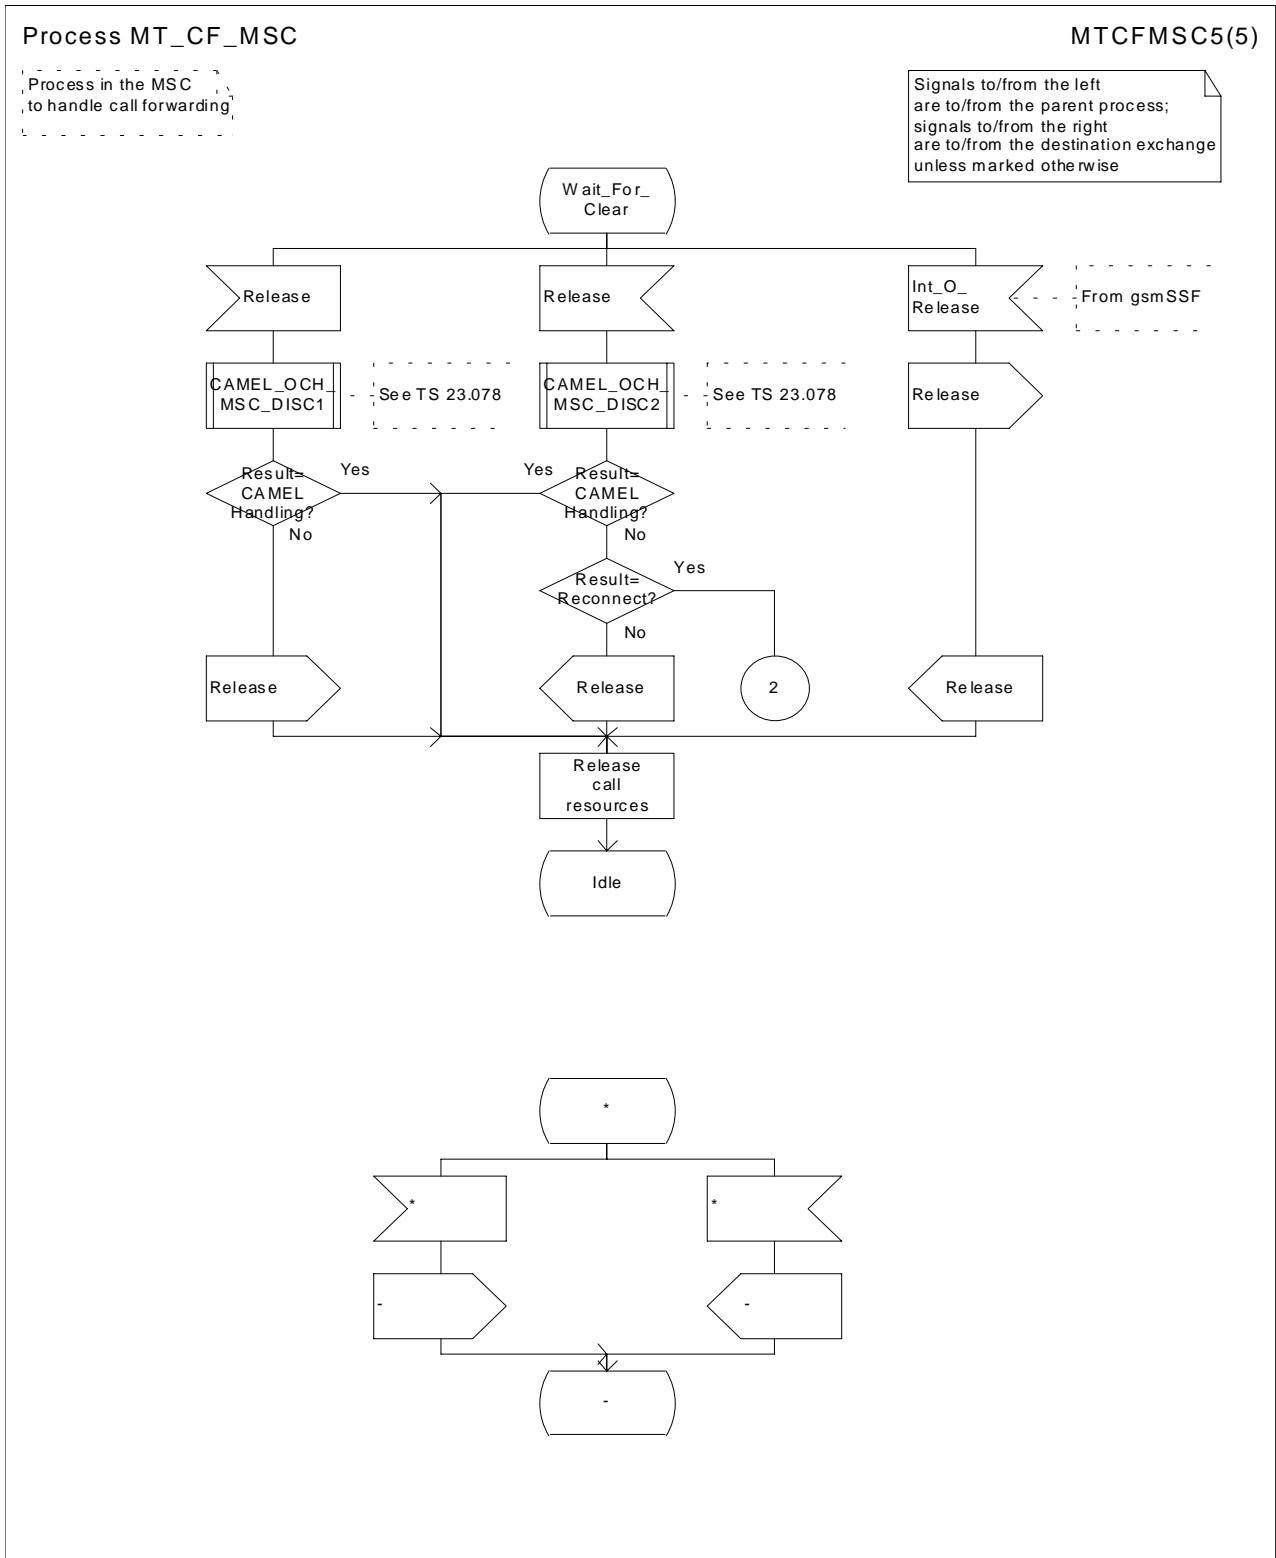 Process MT_CF_MSC
MTCFMSC5(5)
Process in the MSC
to handle call forwarding
Signals to/from the left
are to/from the parent process;
signals to/from the right
are to/from the destination exchange
unless marked otherwise
Wait_For_
Clear
Release
Release
Int_O_
Release
From gsmSSF
CAMEL_OCH_
MSC_DISC1
See TS 23.078
CAMEL_OCH_
MSC_DISC2
See TS 23.078
Release
Result=
CAMEL
Handling?
Yes
No
Yes
Result=
CAMEL
Handling?
No
Result=
Reconnect?
Yes
No
Release
Release
2
Release
Release
call
resources
Idle
*
*
*
-
-
-